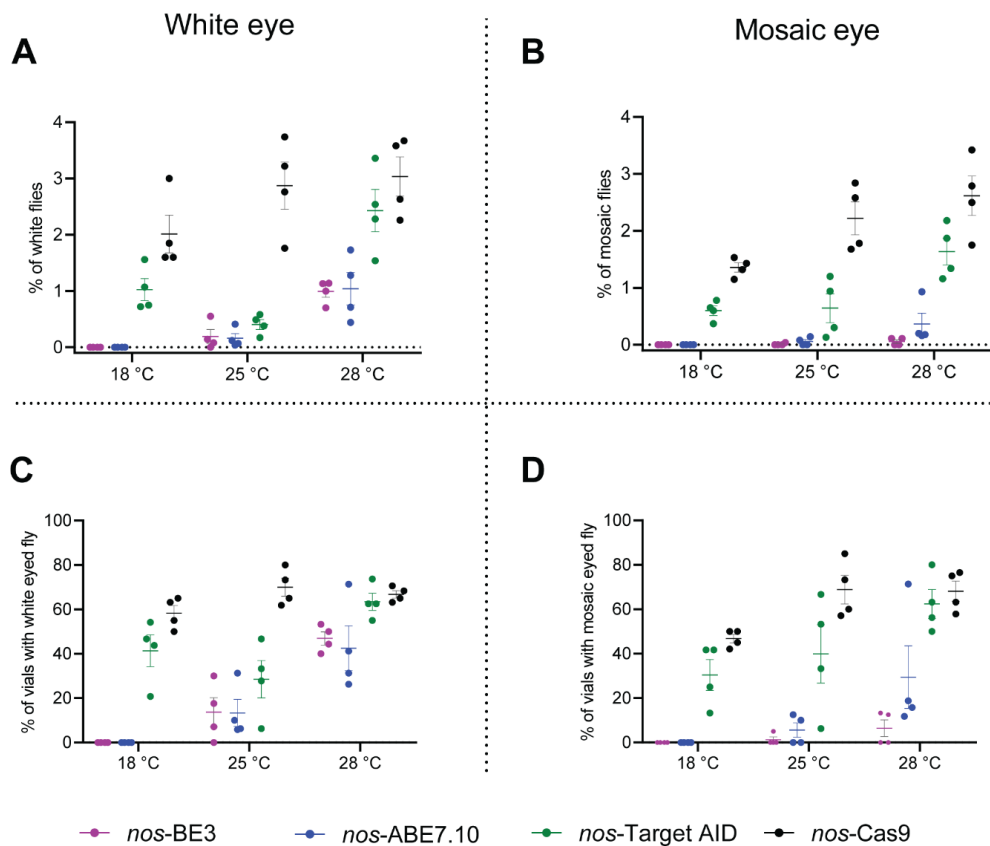 White eye
Mosaic eye
A
B
% of white flies
4
3
2
1
0
18 °C
25 °C
28 °C
% of mosaic flies
4
3
2
1
0
18 °C
25 °C
28 °C
C
D
% of vials with white eyed fly
100
80
60
40
20
0
18 °C
25 °C
28 °C
% of vials with mosaic eyed fly
100
80
60
40
20
0
18 °C
25 °C
28 °C
nos-BE3
nos-ABE7.10
nos-Target AID
nos-Cas9